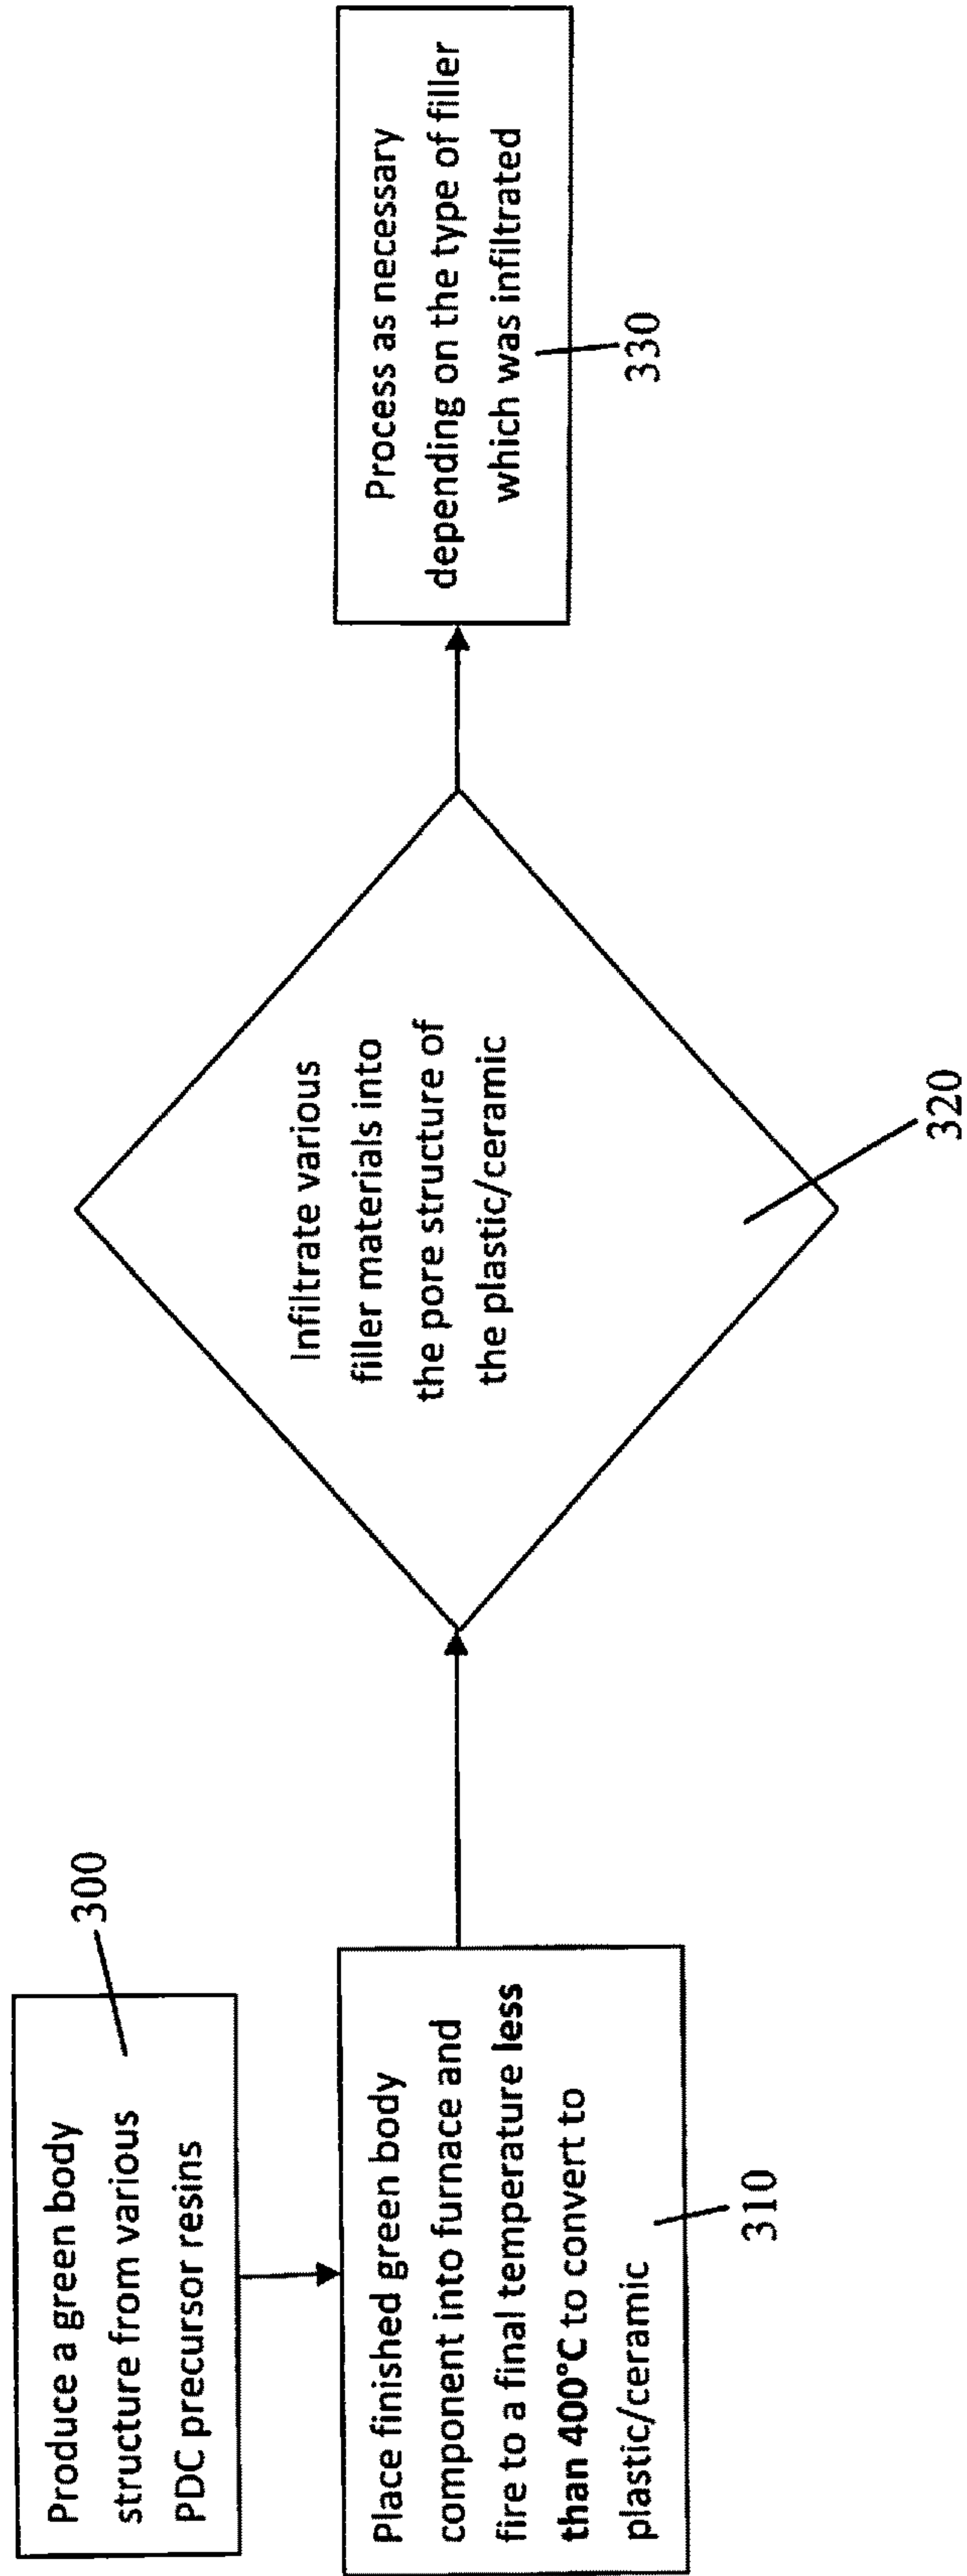 Produce a green body
structure from various
PDC precursor resins
300
Place finished green body
component into furnace and
fire to a final temperature less
than 400°C to convert to
plastic/ceramic
310
Infiltrate various
filler materials into
the pore structure of
the plastic/ceramic
320
Process as necessary
depending on the type of filler
which was infiltrated
330